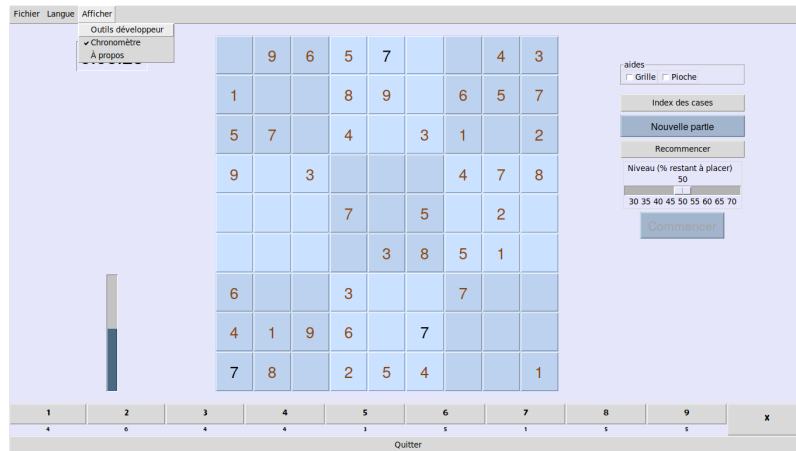 Fichier Langue Afficher
Outils développeur
Chronomètre
À propos
9 6 5 7 4 3
1 8 9 6 5 7
5 7 4 3 1 2
9 3 4 7 8
7 5 2
3 8 5 1
6 3 7
4 1 9 6 7
7 8 2 5 4 1
aides
Grille Pioche
Index des cases
Nouvelle partie
Recommencer
Niveau (% restant à placer)
50
30 35 40 45 50 55 60 65 70
Commencer
1 2 3 4 5 6 7 8 9 x
4 6 4 4 3 5 1 5 5
Quitter